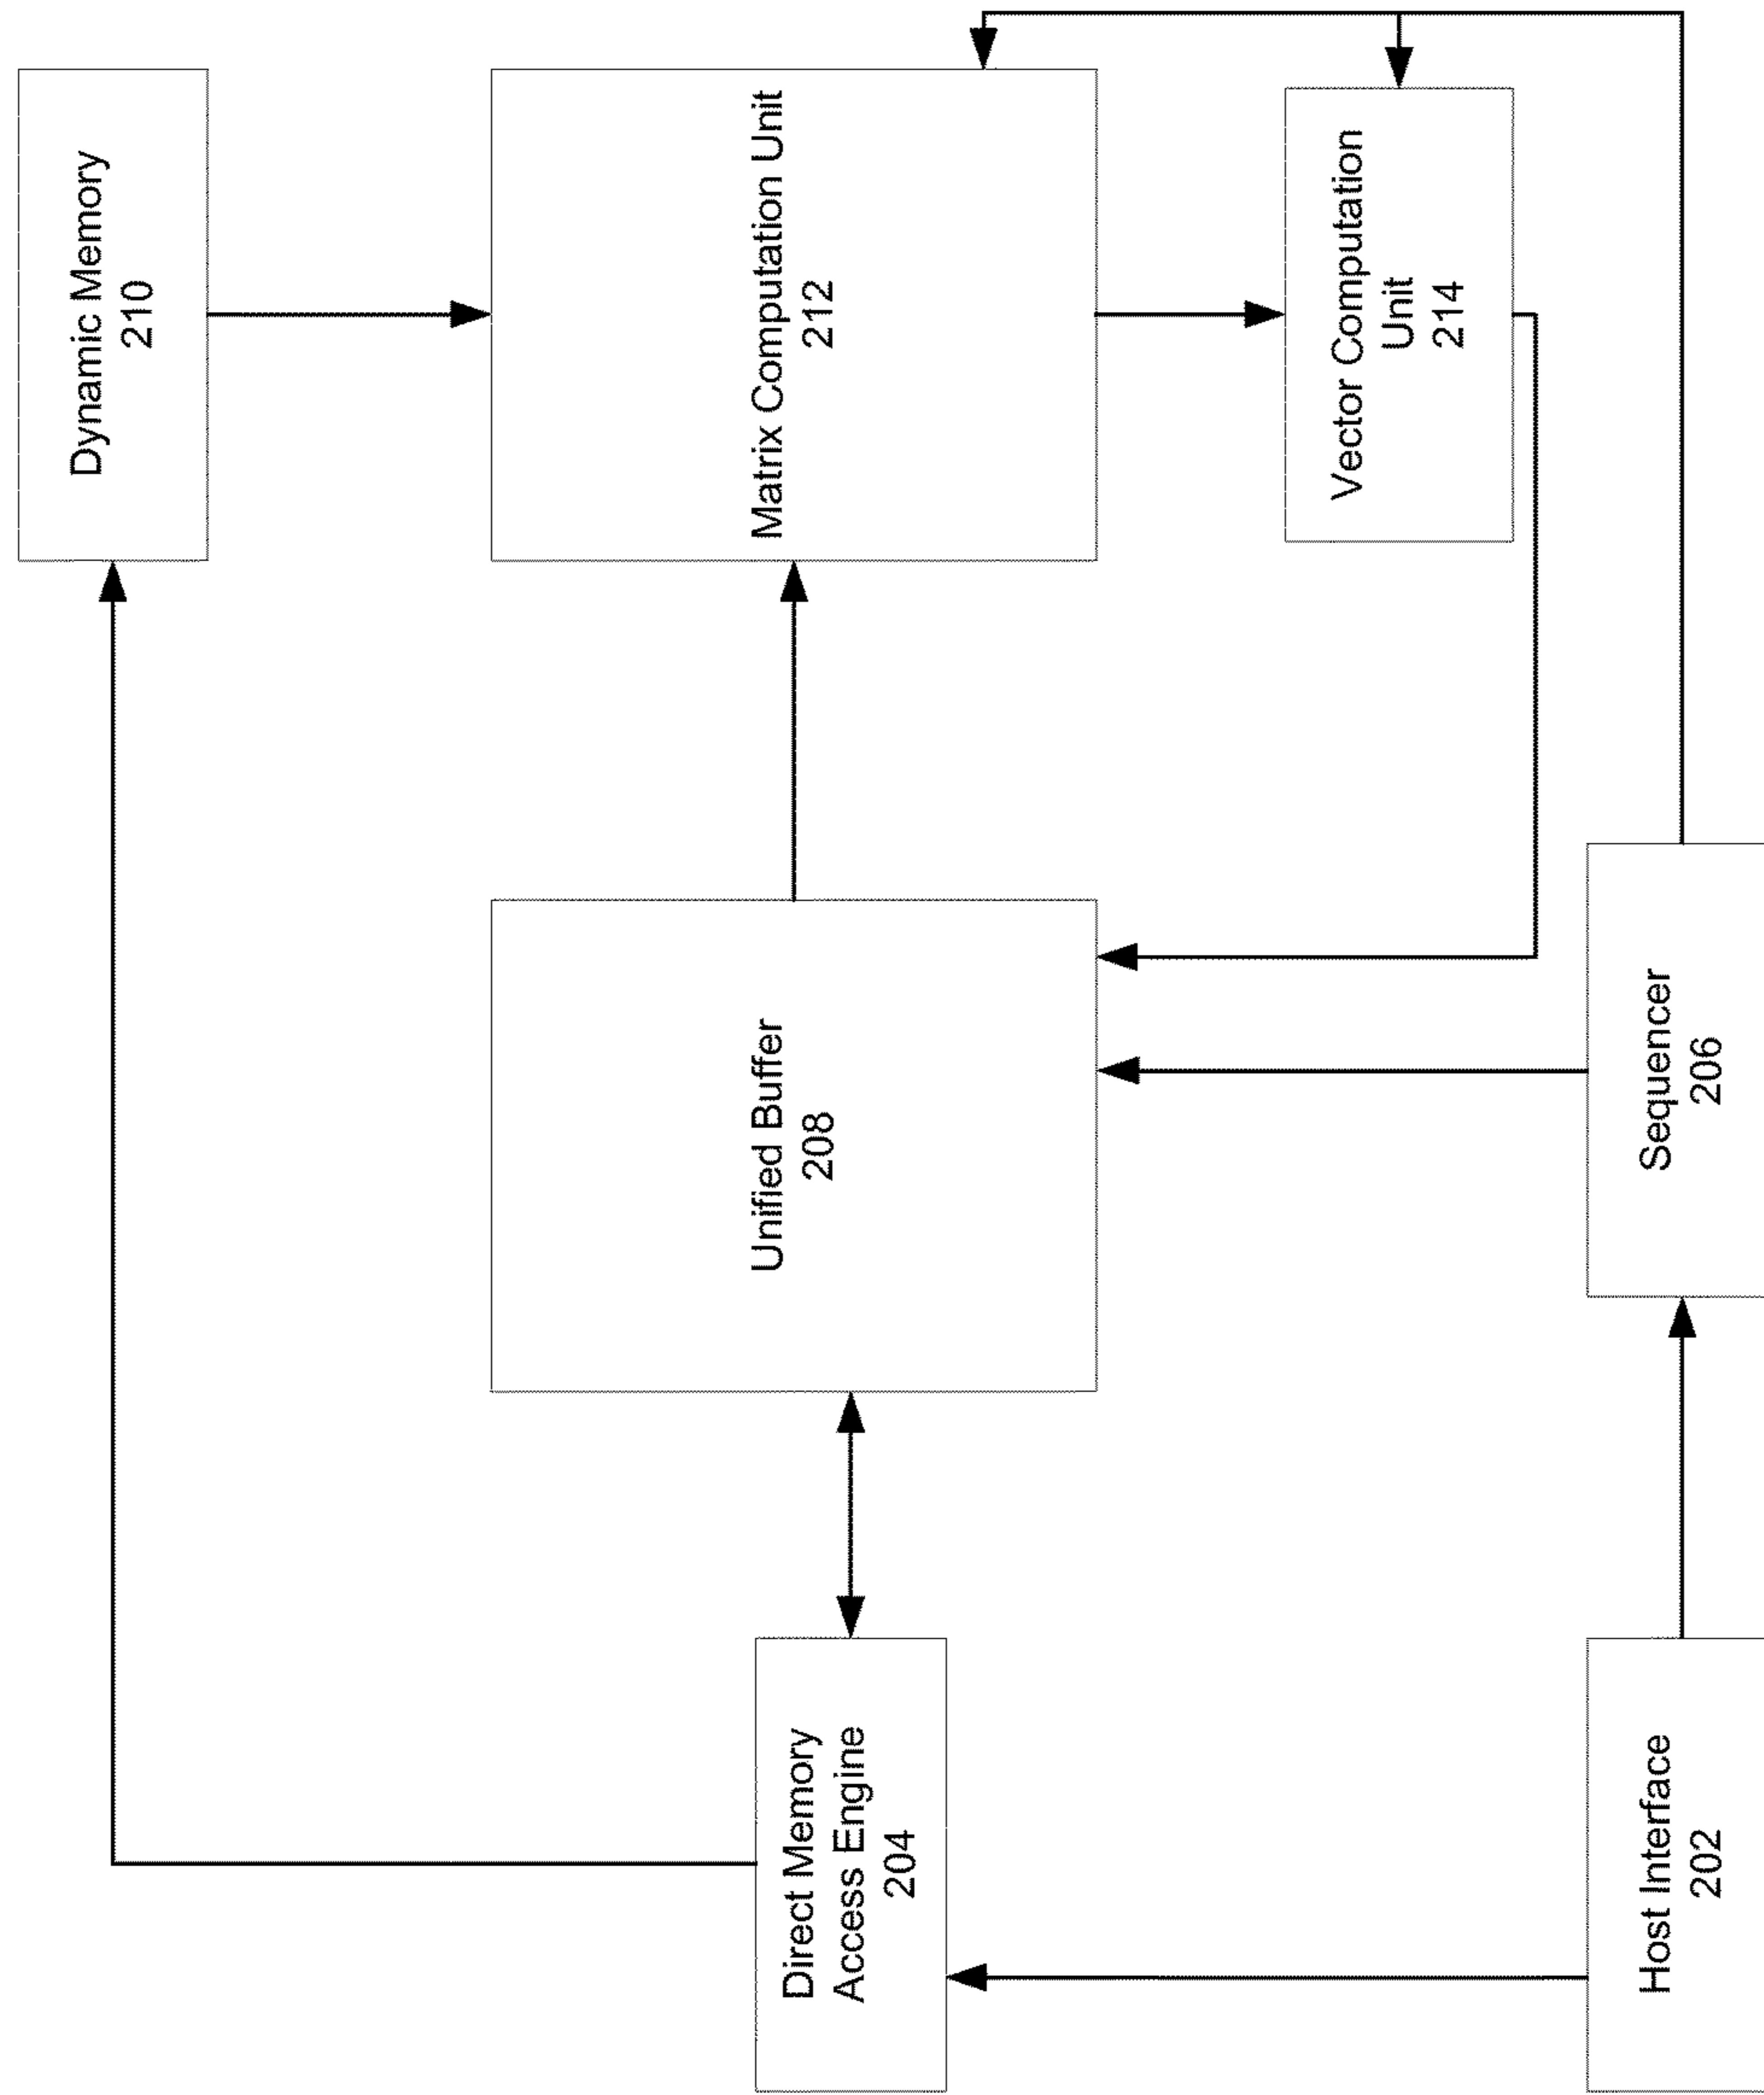 Dynamic Memory
210
Direct Memory
Access Engine
204
Unified Buffer
208
Matrix Computation Unit
212
Vector Computation
Unit
214
Host Interface
202
Sequencer
206